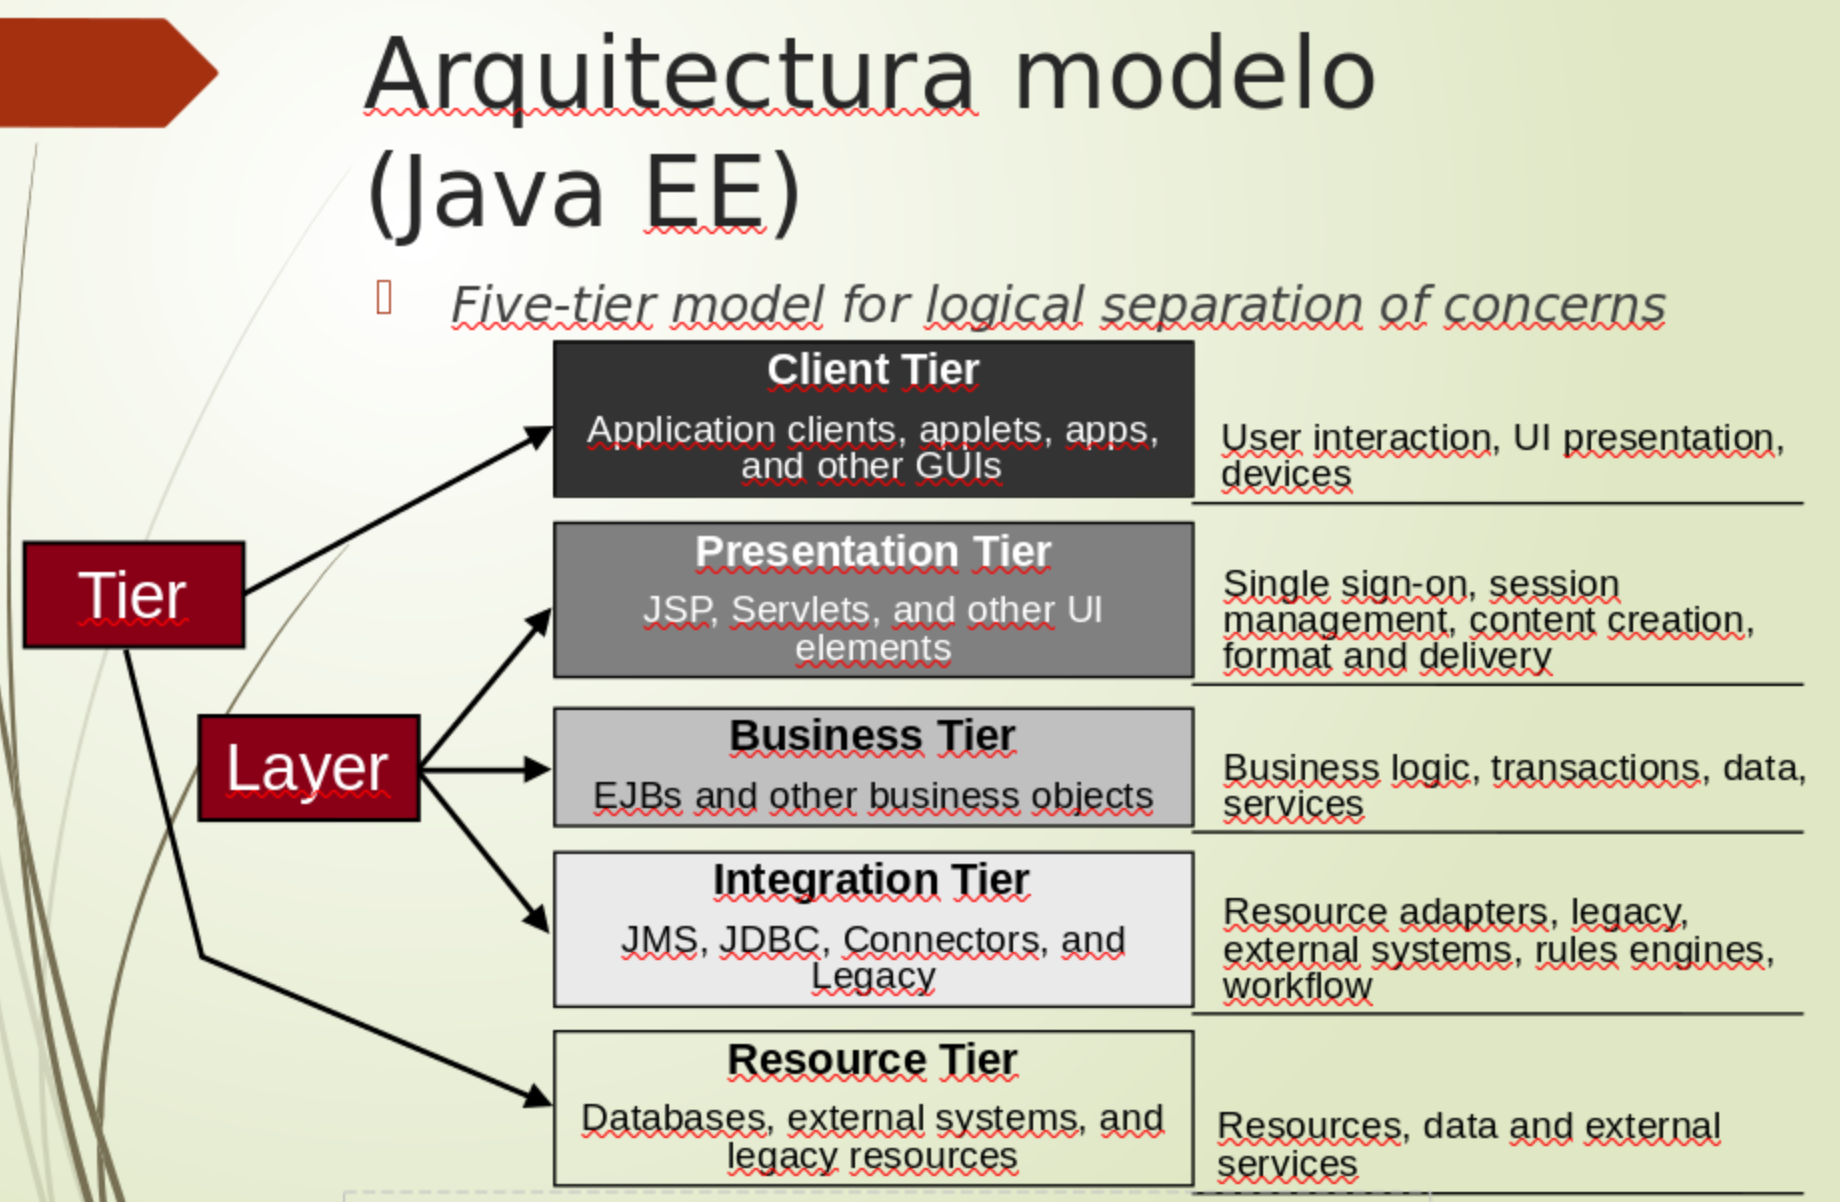 Arquitectura modelo
(Java EE)
Five-tier model for logical separation of concerns
Client Tier
Application clients, applets, apps,
and other GUIs
User interaction, UI presentation,
devices
Tier
Presentation Tier
JSP, Servlets, and other UI
elements
Single sign-on, session
management, content creation,
format and delivery
Layer
Business Tier
EJBs and other business objects
Business logic, transactions, data,
services
Integration Tier
JMS, JDBC, Connectors, and
Legacy
Resource adapters, legacy,
external systems, rules engines,
workflow
Resource Tier
Databases, external systems, and
legacy resources
Resources, data and external
services